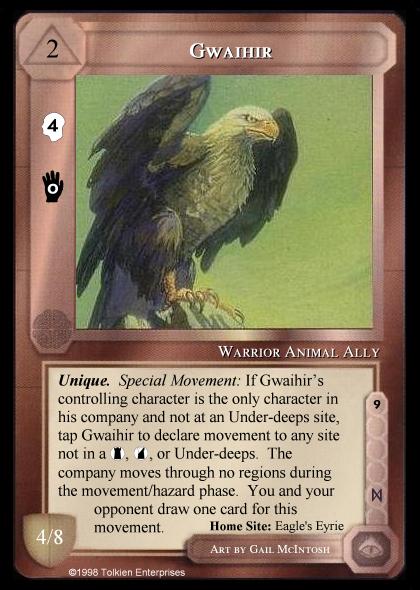 2
GWAIHIR
4
0
WARRIOR ANIMAL ALLY
Unique. Special Movement: If Gwaihir's
controlling character is the only character in
his company and not at an Under-deeps site,
tap Gwaihir to declare movement to any site
not in a , , or Under-deeps. The
company moves through no regions during
the movement/hazard phase. You and your
opponent draw one card for this
movement. Home Site: Eagle's Eyrie
9
4/8
ART BY GAIL MCINTOSH
©1998 Tolkien Enterprises